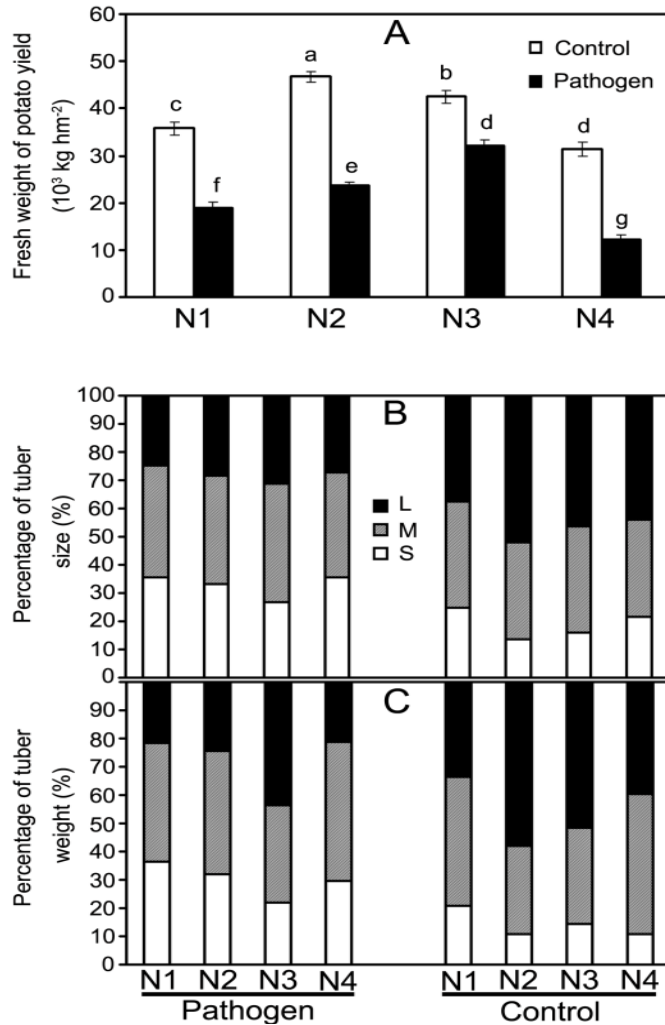 A
Fresh weight of potato yield
(10³ kg hm⁻²)
60
50
40
30
20
10
0
Control
Pathogen
c
f
a
e
b
d
d
g
N1 N2 N3 N4
B
Percentage of tuber
size (%)
100
90
80
70
60
50
40
30
20
10
0
L
M
S
C
Percentage of tuber
weight (%)
90
80
70
60
50
40
30
20
10
0
N1 N2 N3 N4 N1 N2 N3 N4
Pathogen Control